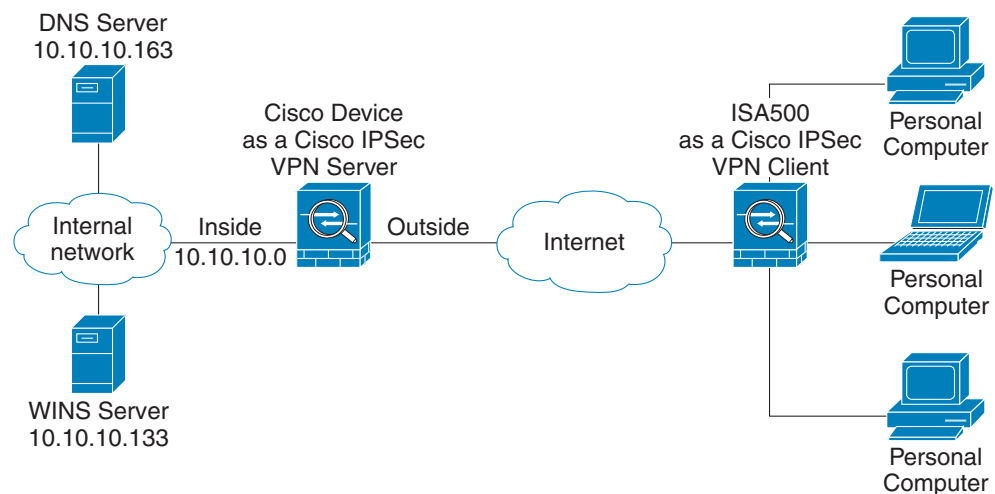 DNS Server
10.10.10.163
Cisco Device
as a Cisco IPSec
VPN Server
ISA500
as a Cisco IPSec
VPN Client
Personal
Computer
Internal
network
Inside
10.10.10.0
Outside
Internet
Personal
Computer
WINS Server
10.10.10.133
Personal
Computer